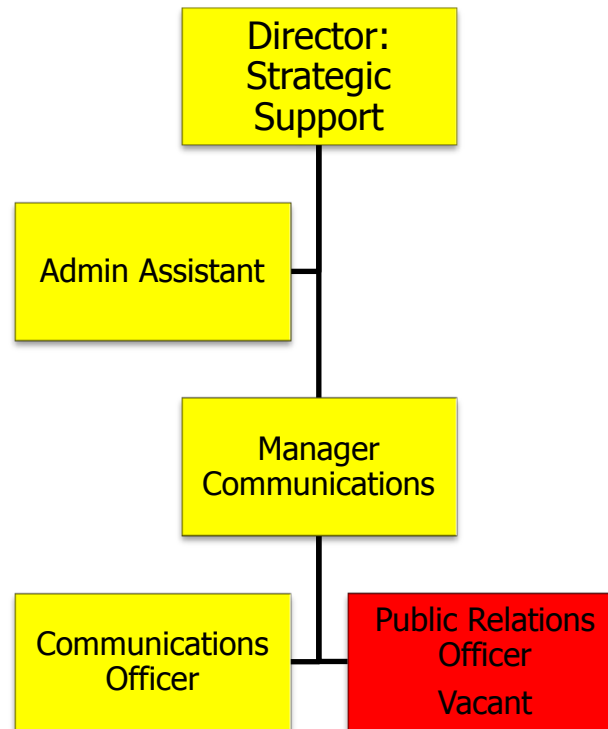 Director:
Strategic
Support
Admin Assistant
Manager
Communications
Communications
Officer
Public Relations
Officer
Vacant